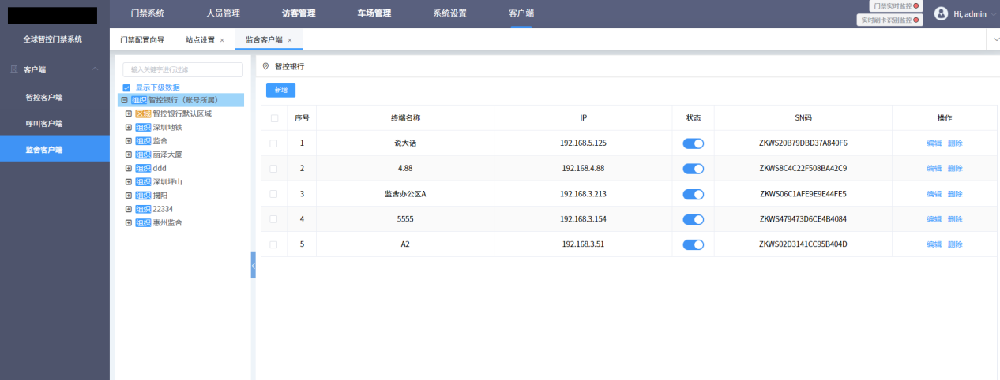 门禁系统 人员管理 访客管理 车场管理 系统设置 客户端
门禁实时监控
实时刷卡识别监控
Hi, admin
全球智控门禁系统
客户端
智控客户端
呼叫客户端
监舍客户端
门禁配置向导 站点设置 × 监舍客户端 ×
输入关键字进行过滤
显示下级数据
组织 智控银行（账号所属）
区域 智控银行默认区域
组织 深圳地铁
组织 监舍
组织 丽泽大厦
组织 ddd
组织 深圳坪山
组织 揭阳
组织 22334
组织 惠州监舍
智控银行
新增
序号 终端名称 IP 状态 SN码 操作
1 说大话 192.168.5.125 ZKWS20B79DBD37A840F6 编辑 删除
2 4.88 192.168.4.88 ZKWS8C4C22F508BA42C9 编辑 删除
3 监舍办公区A 192.168.3.213 ZKWS06C1AFE9E9E44FE5 编辑 删除
4 5555 192.168.3.154 ZKWS479473D6CE4B4084 编辑 删除
5 A2 192.168.3.51 ZKWS02D3141CC95B404D 编辑 删除